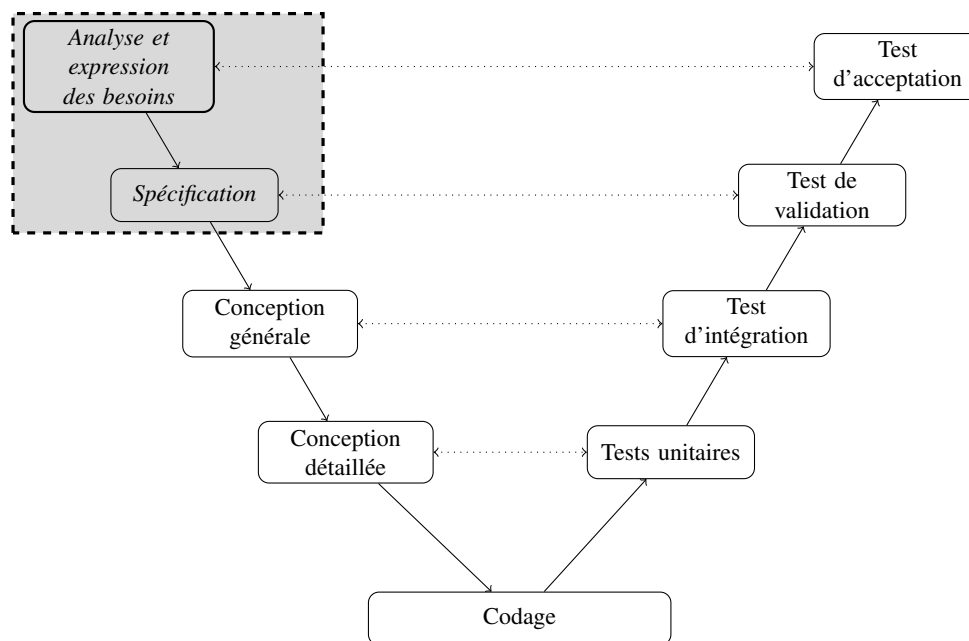 Analyse et
expression
des besoins
Test
d'acceptation
Spécification
Test de
validation
Conception
générale
Test
d'intégration
Conception
détaillée
Tests unitaires
Codage